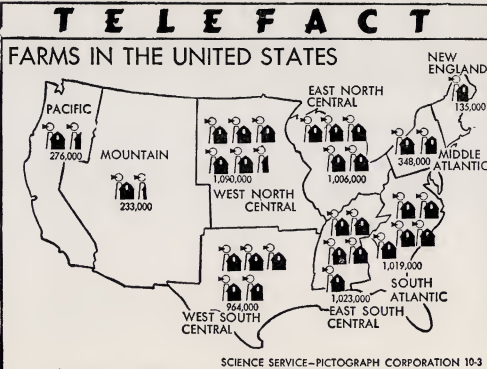 TELEFACT
FARMS IN THE UNITED STATES
NEW
ENGLAND
135,000
EAST NORTH
CENTRAL
1,006,000
PACIFIC
276,000
MOUNTAIN
233,000
1,090,000
WEST NORTH
CENTRAL
348,000
MIDDLE
ATLANTIC
1,019,000
SOUTH
ATLANTIC
964,000
WEST SOUTH
CENTRAL
1,023,000
EAST SOUTH
CENTRAL
SCIENCE SERVICE-PICTOGRAPH CORPORATION 10-3